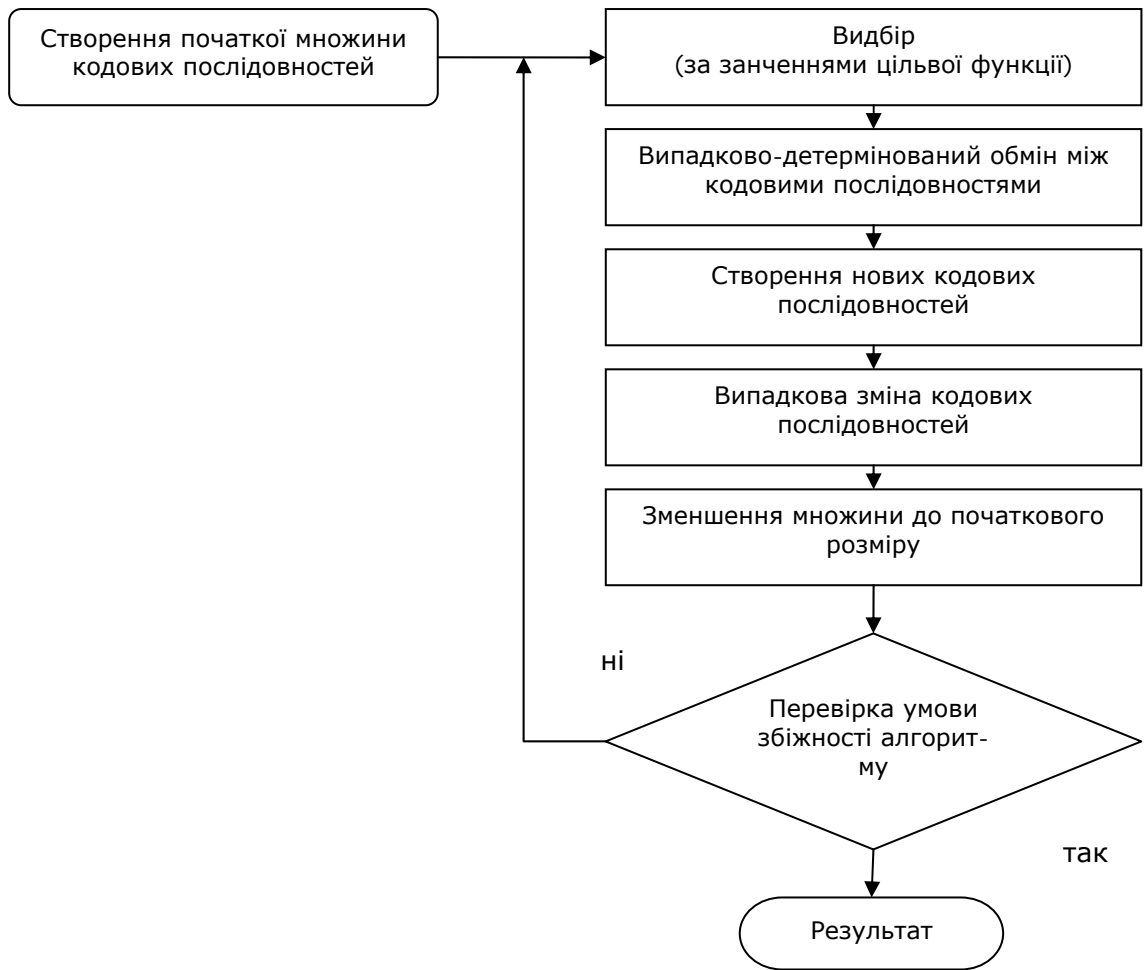 Створення початкої множини
кодових послідовностей
Видбір
(за занченнями цільвої функції)
Випадково-детермінований обмін між
кодовими послідовностями
Створення нових кодових
послідовностей
Випадкова зміна кодових
послідовностей
Зменшення множини до початкового
розміру
ні
Перевірка умови
збіжності алгорит-
му
так
Результат